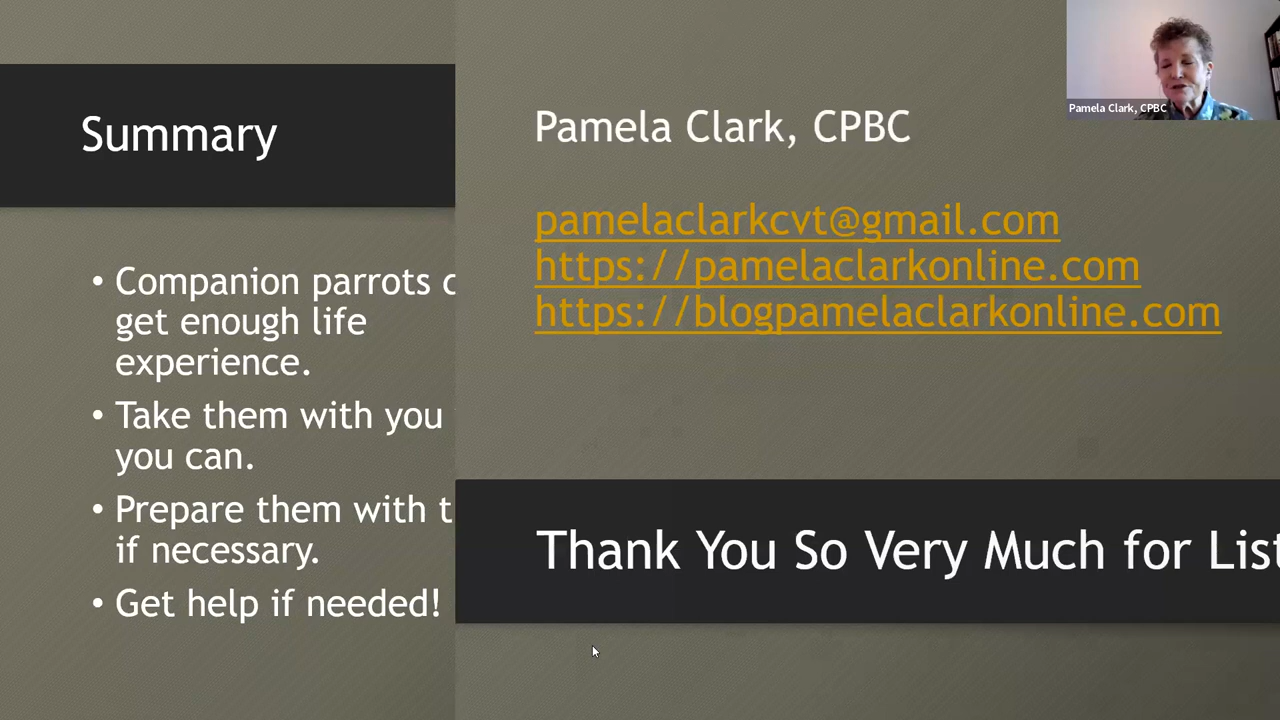 Summary
• Companion parrots
get enough life
experience.
• Take them with you
you can.
• Prepare them with
if necessary.
• Get help if needed!
Pamela Clark, CPBC
pamelaclarkcvt@gmail.com
https://pamelaclarkonline.com
https://blogpamelaclarkonline.com
Thank You So Very Much for
Pamela Clark, CPBC